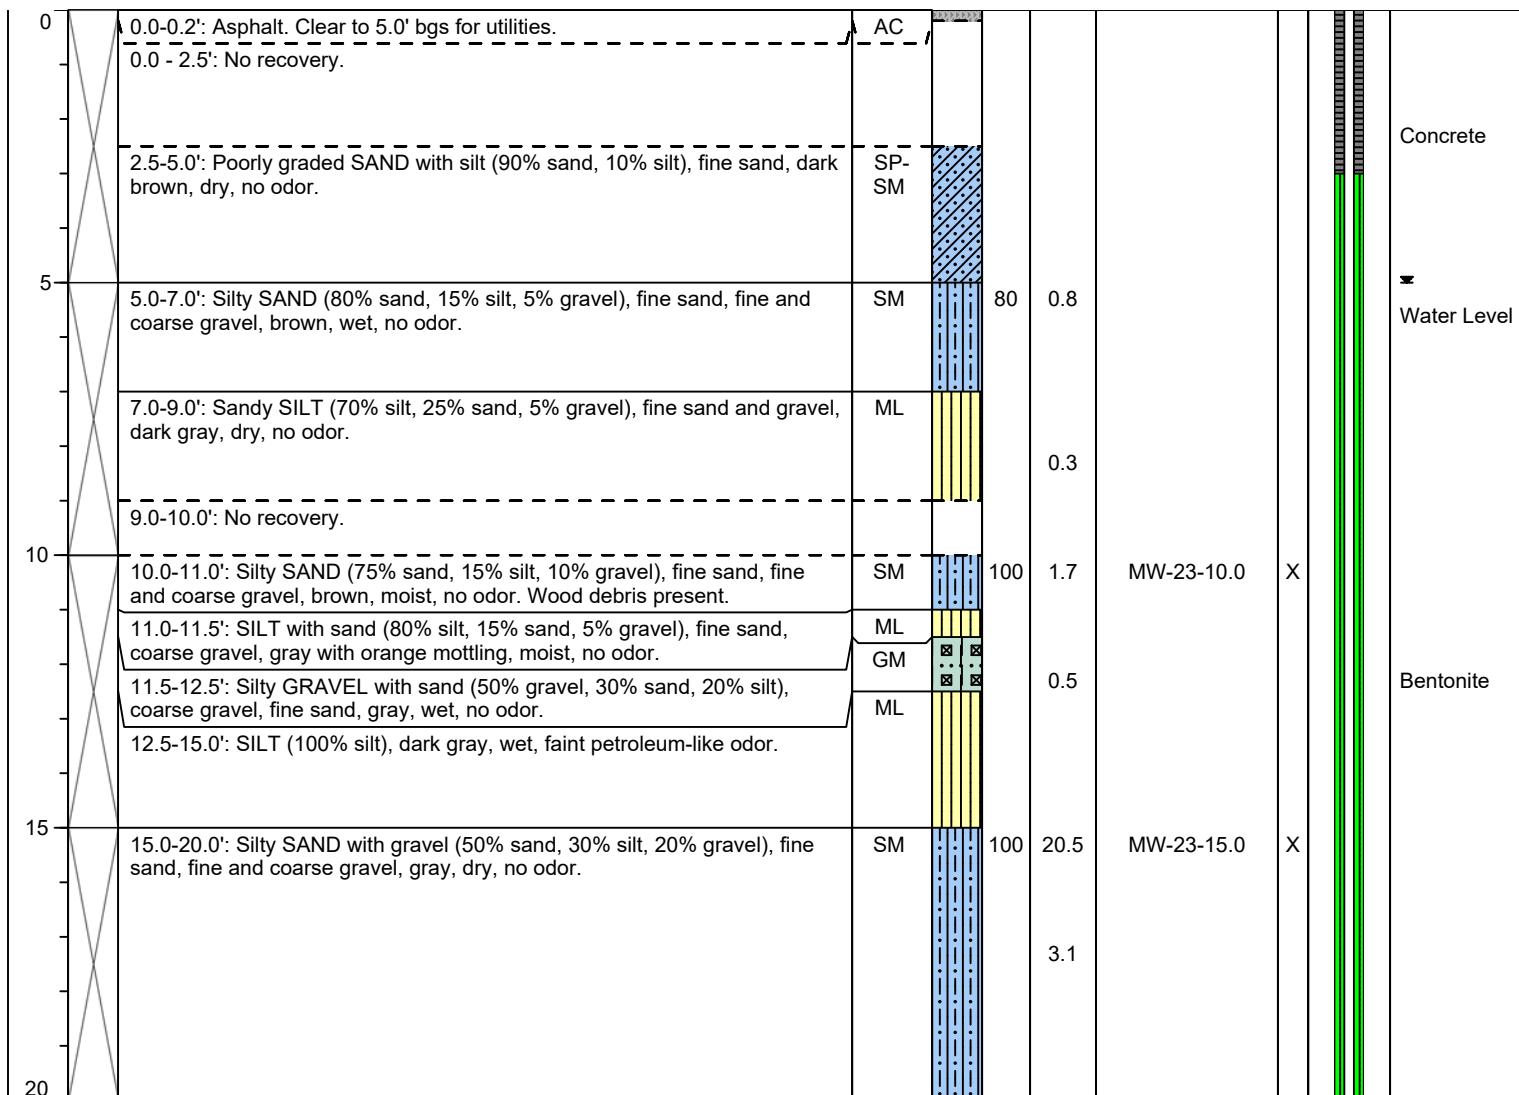 0
0.0-0.2': Asphalt. Clear to 5.0' bgs for utilities.
AC
0.0 - 2.5': No recovery.
Concrete
2.5-5.0': Poorly graded SAND with silt (90% sand, 10% silt), fine sand, dark
brown, dry, no odor.
SP-
SM
5
5.0-7.0': Silty SAND (80% sand, 15% silt, 5% gravel), fine sand, fine and
coarse gravel, brown, wet, no odor.
SM
80
0.8
Water Level
7.0-9.0': Sandy SILT (70% silt, 25% sand, 5% gravel), fine sand and gravel,
dark gray, dry, no odor.
ML
0.3
9.0-10.0': No recovery.
10
10.0-11.0': Silty SAND (75% sand, 15% silt, 10% gravel), fine sand, fine
and coarse gravel, brown, moist, no odor. Wood debris present.
SM
100
1.7
MW-23-10.0
X
11.0-11.5': SILT with sand (80% silt, 15% sand, 5% gravel), fine sand,
coarse gravel, gray with orange mottling, moist, no odor.
ML
GM
11.5-12.5': Silty GRAVEL with sand (50% gravel, 30% sand, 20% silt),
coarse gravel, fine sand, gray, wet, no odor.
0.5
Bentonite
ML
12.5-15.0': SILT (100% silt), dark gray, wet, faint petroleum-like odor.
15
15.0-20.0': Silty SAND with gravel (50% sand, 30% silt, 20% gravel), fine
sand, fine and coarse gravel, gray, dry, no odor.
SM
100
20.5
MW-23-15.0
X
3.1
20